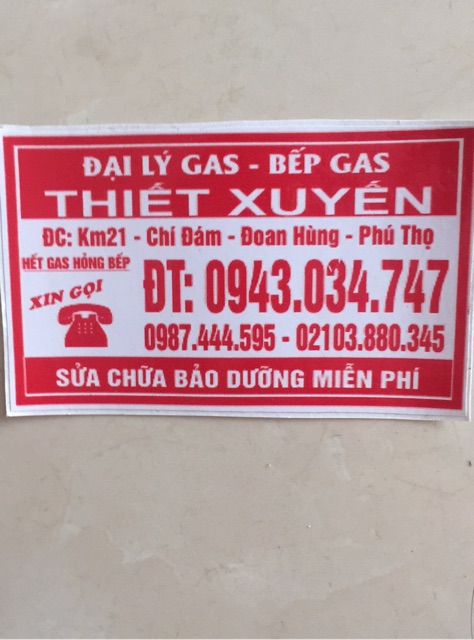 ĐẠI LÝ GAS - BẾP GAS
THIẾT XUYẾN
ĐC: Km21 - Chí Đám - Đoan Hùng - Phú Thọ
HẾT GAS HỎNG BẾP
XIN GỌI
ĐT: 0943.034.747
0987.444.595 - 02103.880.345
SỬA CHỮA BẢO DƯỠNG MIỄN PHÍ